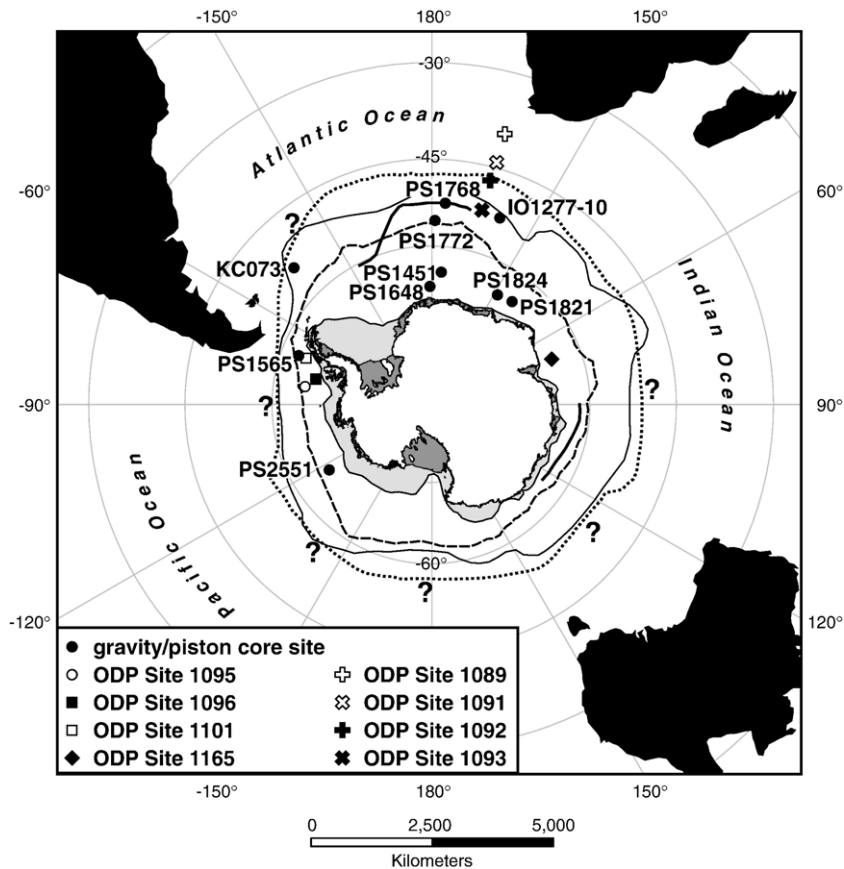 -150° 180° 150°
-30°
Atlantic Ocean
-45°
-60° 60°
PS1768
IO1277-10
?
PS1772
KC073
PS1451
PS1824
PS1648
PS1821
Indian Ocean
PS1565
?
-90° ? 90°
PS2551
Pacific Ocean
?
?
-60°
?
-120° 120°
gravity/piston core site
ODP Site 1095
ODP Site 1096
ODP Site 1101
ODP Site 1165
ODP Site 1089
ODP Site 1091
ODP Site 1092
ODP Site 1093
-150° 180° 150°
0 2,500 5,000
Kilometers